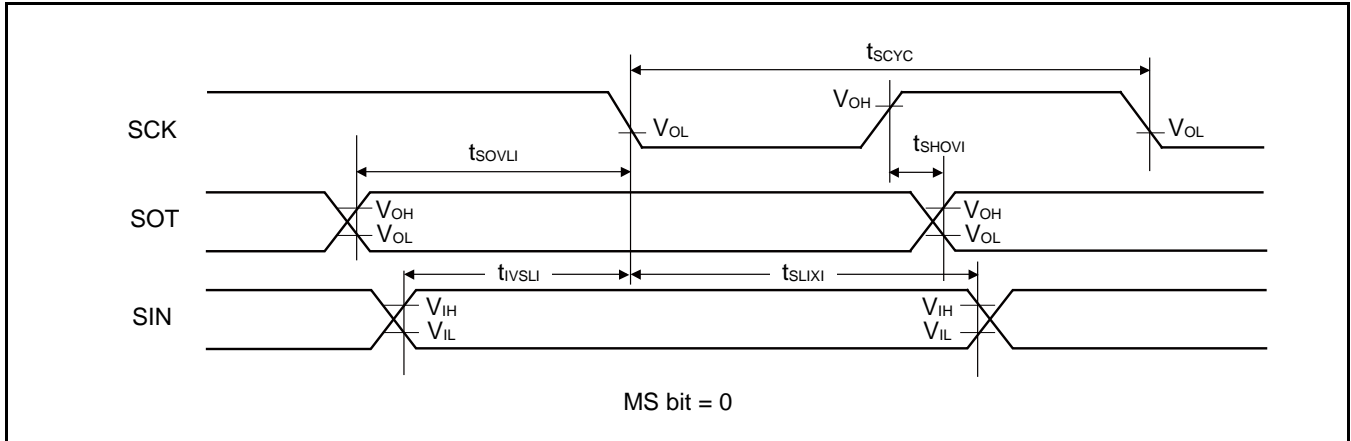 tSCYC
SCK
VOL
VOH
VOL
tSOVLI
tSHOVI
SOT
VOH
VOL
VOH
VOL
tIVSLI
tSLIXI
SIN
VIH
VIL
VIH
VIL
MS bit = 0